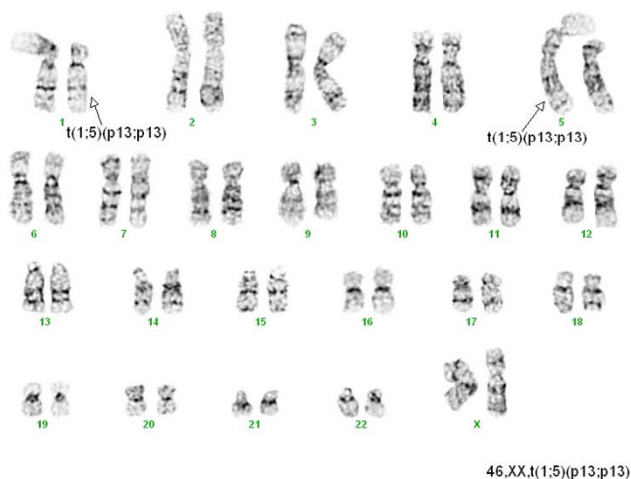 1 2 3 4 5
t(1;5)(p13;p13) t(1;5)(p13;p13)
6 7 8 9 10 11 12
13 14 15 16 17 18
19 20 21 22 X
46,XX,t(1;5)(p13;p13)